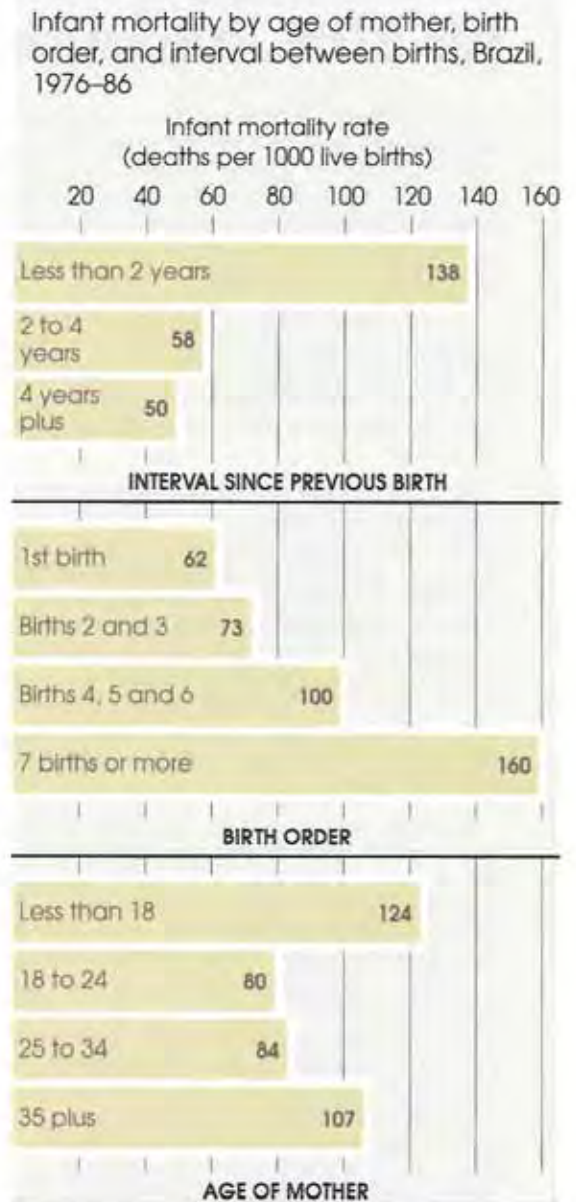 Infant mortality by age of mother, birth
order, and interval between births, Brazil,
1976–86
Infant mortality rate
(deaths per 1000 live births)
20 40 60 80 100 120 140 160
Less than 2 years 138
2 to 4
years 58
4 years
plus 50
INTERVAL SINCE PREVIOUS BIRTH
1st birth 62
Births 2 and 3 73
Births 4, 5 and 6 100
7 births or more 160
BIRTH ORDER
Less than 18 124
18 to 24 80
25 to 34 84
35 plus 107
AGE OF MOTHER